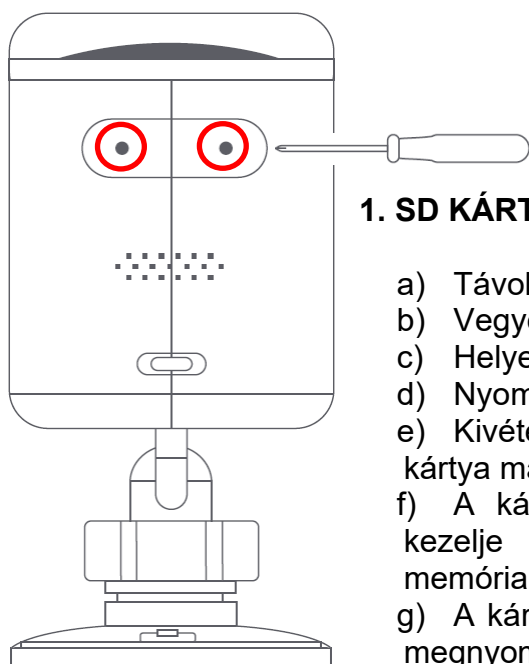 1. SD KÁRT
a) Távol
b) Vegye
c) Helye
d) Nyom
e) Kivéte
kártya ma
f) A ká
kezelje
memória
g) A kár
megnyom